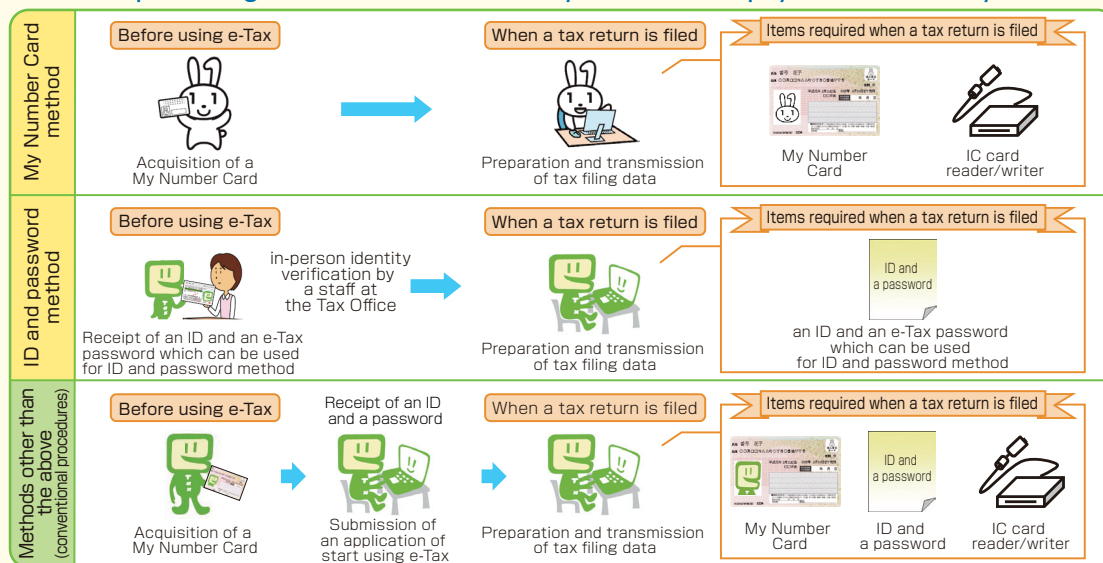 My Number Card
method
Before using e-Tax
When a tax return is filed
Items required when a tax return is filed
Acquisition of a
My Number Card
Preparation and transmission
of tax filing data
My Number
Card
IC card
reader/writer
ID and password
method
Before using e-Tax
in-person identity
verification by
a staff at
the Tax Office
When a tax return is filed
Items required when a tax return is filed
ID and
a password
Receipt of an ID and an e-Tax
password which can be used
for ID and password method
Preparation and transmission
of tax filing data
an ID and an e-Tax password
which can be used
for ID and password method
Methods other than
the above
(conventional procedures)
Before using e-Tax
Receipt of an ID
and a password
When a tax return is filed
Items required when a tax return is filed
ID and
a password
Acquisition of a
My Number Card
Submission of
an application of
start using e-Tax
Preparation and transmission
of tax filing data
My Number
Card
ID and
a password
IC card
reader/writer